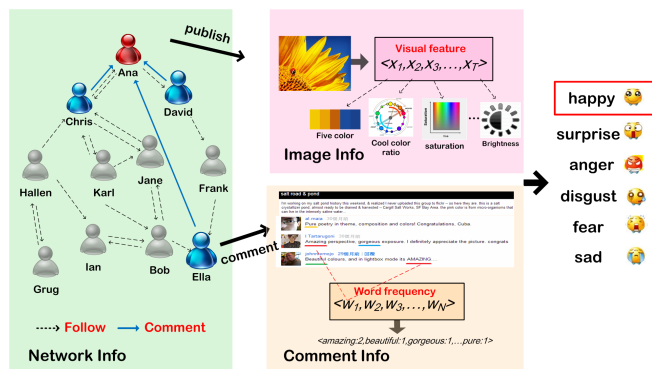 publish
Ana
Chris
David
Hallen
Karl
Jane
Frank
Grug
Ian
Bob
Ella
comment
Follow
Comment
Network Info
Visual feature
<x1,x2,x3,…,xT>
Five color
Cool color
ratio
Saturation
saturation
Brightness
Image Info
salt road & pond
Pure poetry in theme, composition and colors! Congratulations, Cuba
Amazing perspective, gorgeous exposure. I definitely appreciate the picture, congrats
Beautiful colours, and in lightbox mode its AMAZING...
Word frequency
<w1,w2,w3,…,wN>
<amazing:2,beautiful:1,gorgeous:1,…pure:1>
Comment Info
happy
surprise
anger
disgust
fear
sad